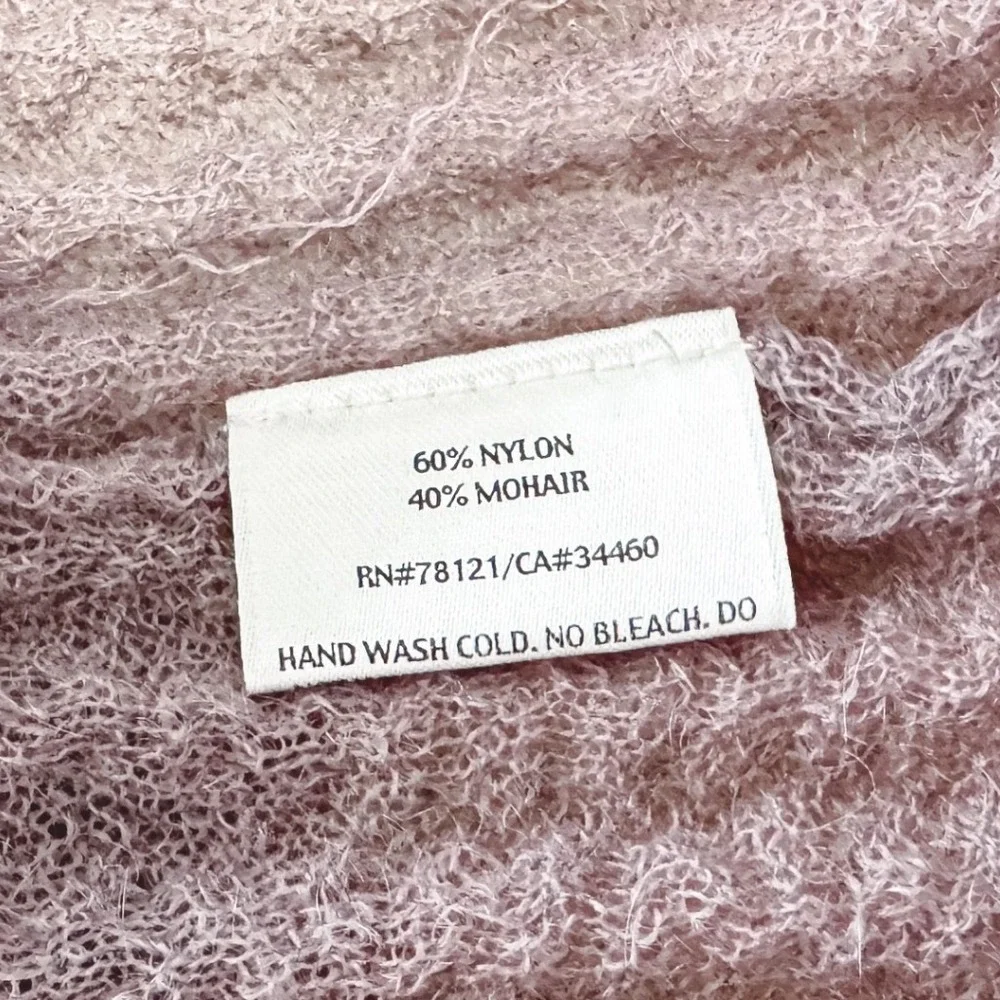 60% NYLON
40% MOHAIR
RN#78121/CA#34460
HAND WASH COLD. NO BLEACH. DO